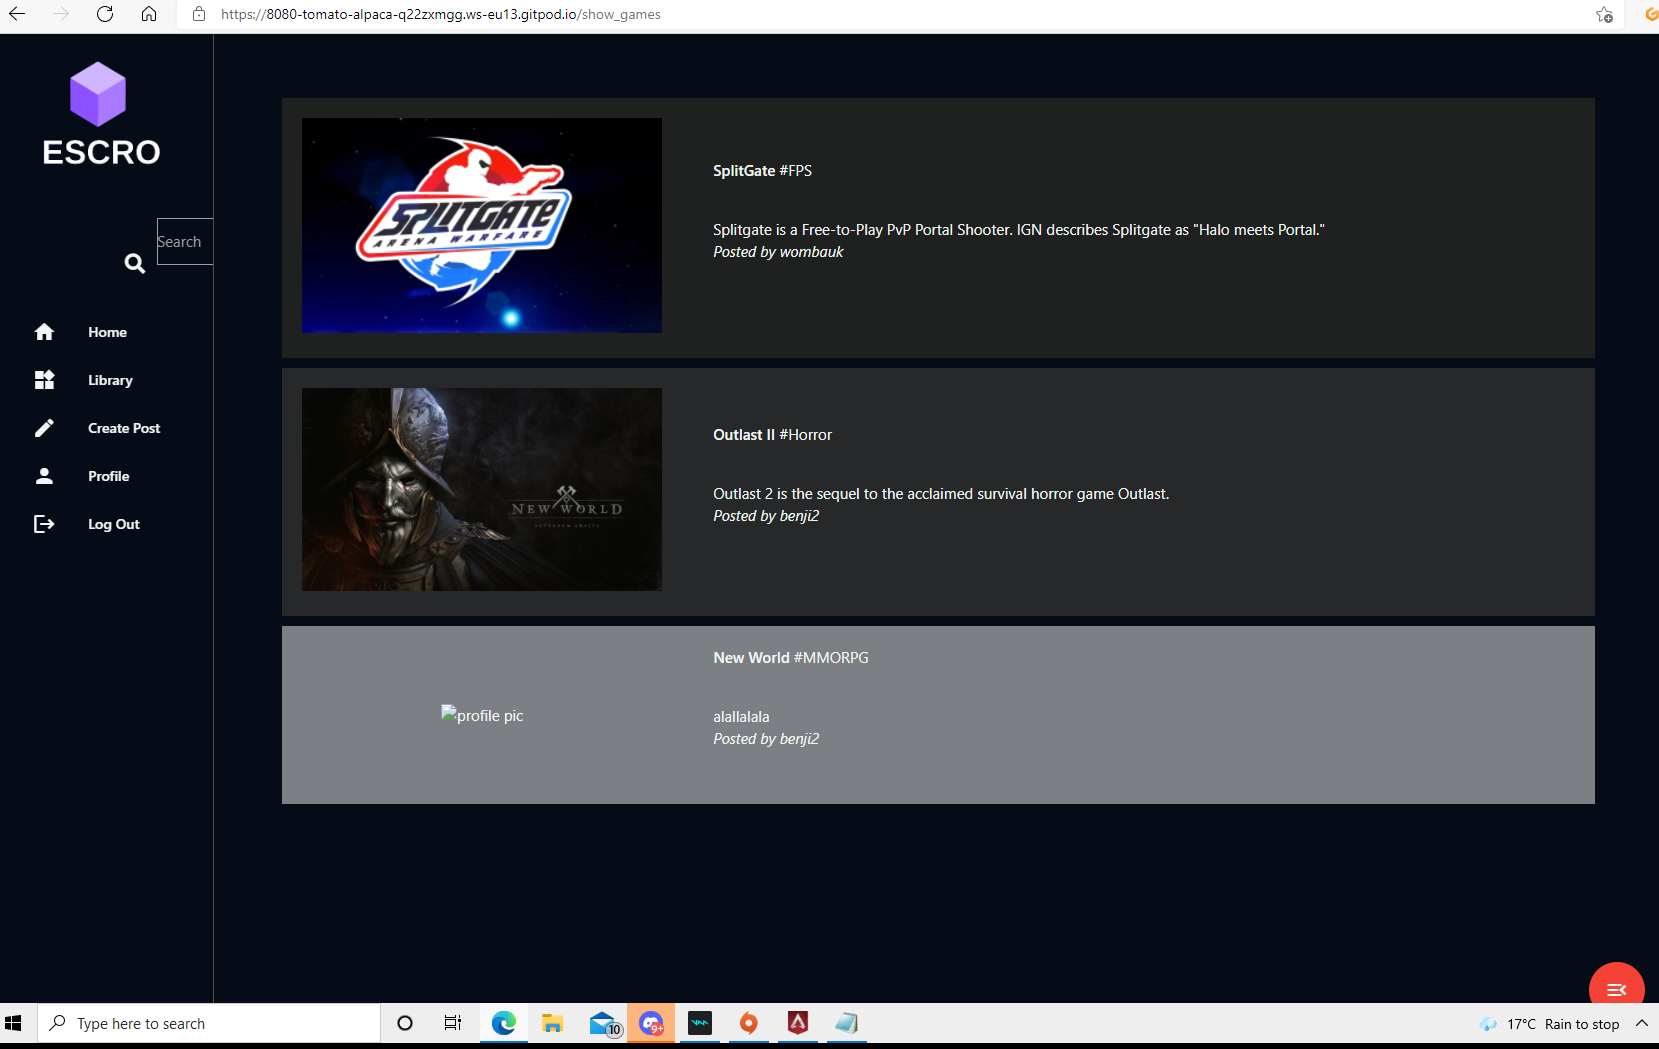 https://8080-tomato-alpaca-q22zxmgg.ws-eu13.gitpod.io/show_games
ESCRO
Search
Home
Library
Create Post
Profile
Log Out
SPLITGATE
ARENA WARFARE
SplitGate #FPS
Splitgate is a Free-to-Play PvP Portal Shooter. IGN describes Splitgate as "Halo meets Portal."
Posted by wombauk
NEW WORLD
Outlast II #Horror
Outlast 2 is the sequel to the acclaimed survival horror game Outlast.
Posted by benji2
profile pic
New World #MMORPG
alallalala
Posted by benji2
Type here to search
10
9+
17°C Rain to stop